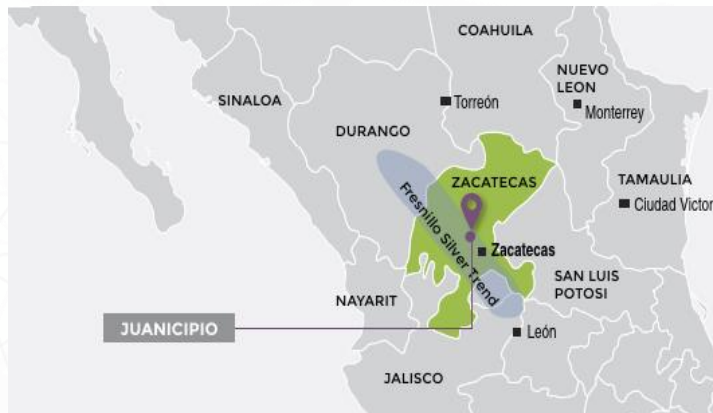 COAHUILA
NUEVO
LEON
SINALOA
Torreón
Monterrey
DURANGO
ZACATECAS
TAMAULIA
Ciudad Victor
Fresnillo Silver Trend
Zacatecas
SAN LUIS
POTOSI
NAYARIT
JUANICIPIO
León
JALISCO